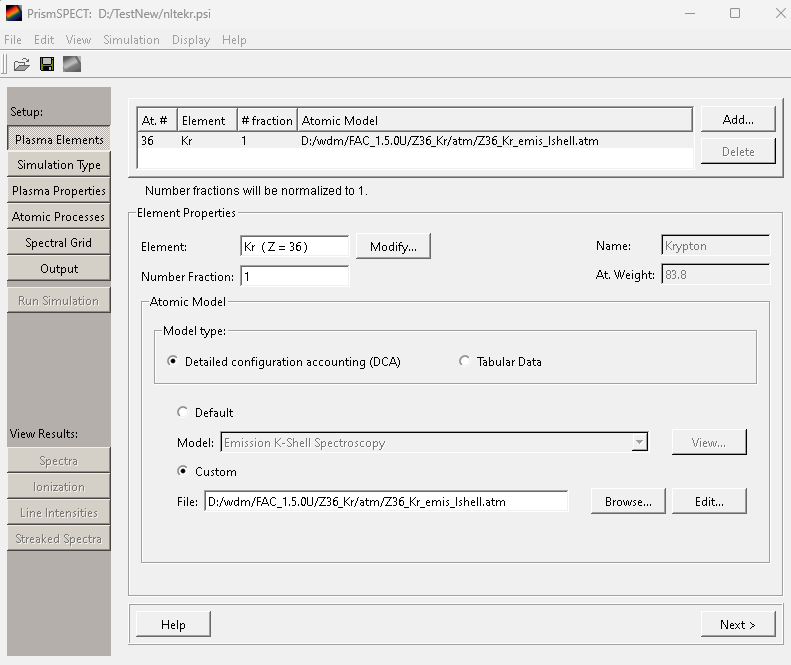 PrismSPECT:  D:/TestNew/nltekr.psi
File Edit View Simulation Display Help
Setup:
Plasma Elements
Simulation Type
Plasma Properties
Atomic Processes
Spectral Grid
Output
Run Simulation
View Results:
Spectra
Ionization
Line Intensities
Streaked Spectra
At. # Element # fraction Atomic Model
36 Kr 1 D:/wdm/FAC_1.5.0U/Z36_Kr/atm/Z36_Kr_emis_lshell.atm
Add...
Delete
Number fractions will be normalized to 1.
Element Properties
Element: Kr ( Z = 36 ) Modify... Name: Krypton
Number Fraction: 1 At. Weight: 83.8
Atomic Model
Model type:
Detailed configuration accounting (DCA) Tabular Data
Default
Model: Emission K-Shell Spectroscopy View...
Custom
File: D:/wdm/FAC_1.5.0U/Z36_Kr/atm/Z36_Kr_emis_lshell.atm Browse... Edit...
Help Next >